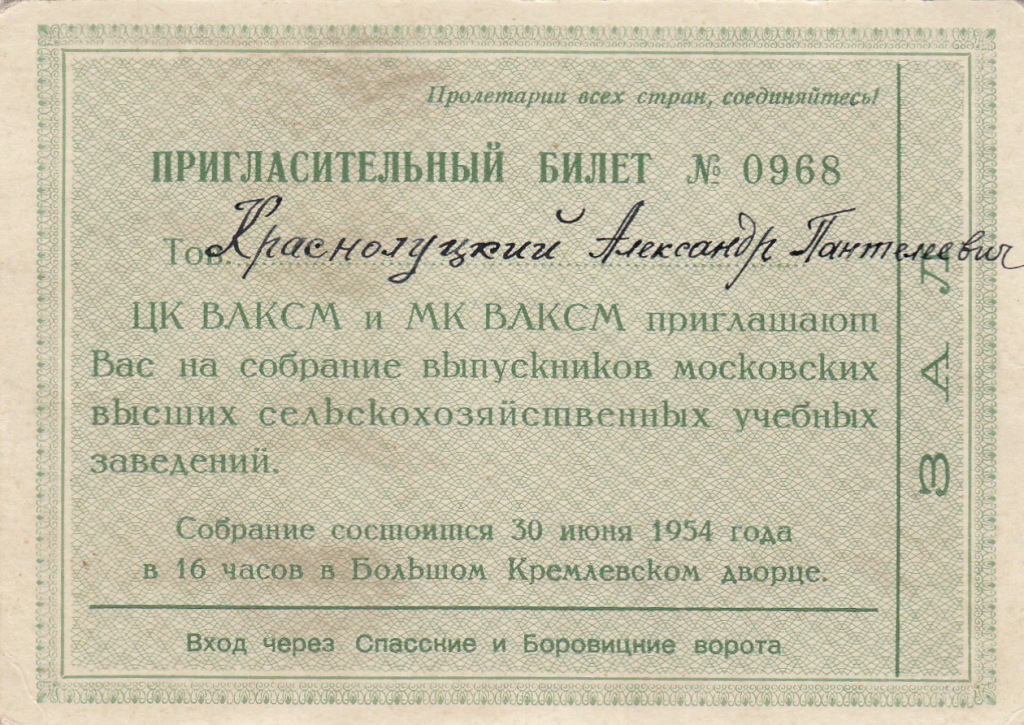 Пролетарии всех стран, соединяйтесь!
ПРИГЛАСИТЕЛЬНЫЙ БИЛЕТ № 0968
Тов. Краснолуцкий Александр Пантелеевич
ЦК ВЛКСМ и МК ВЛКСМ приглашают
Вас на собрание выпускников московских
высших сельскохозяйственных учебных
заведений.
Собрание состоится 30 июня 1954 года
в 16 часов в Большом Кремлевском дворце.
Вход через Спасские и Боровицкие ворота
ЗАЛ